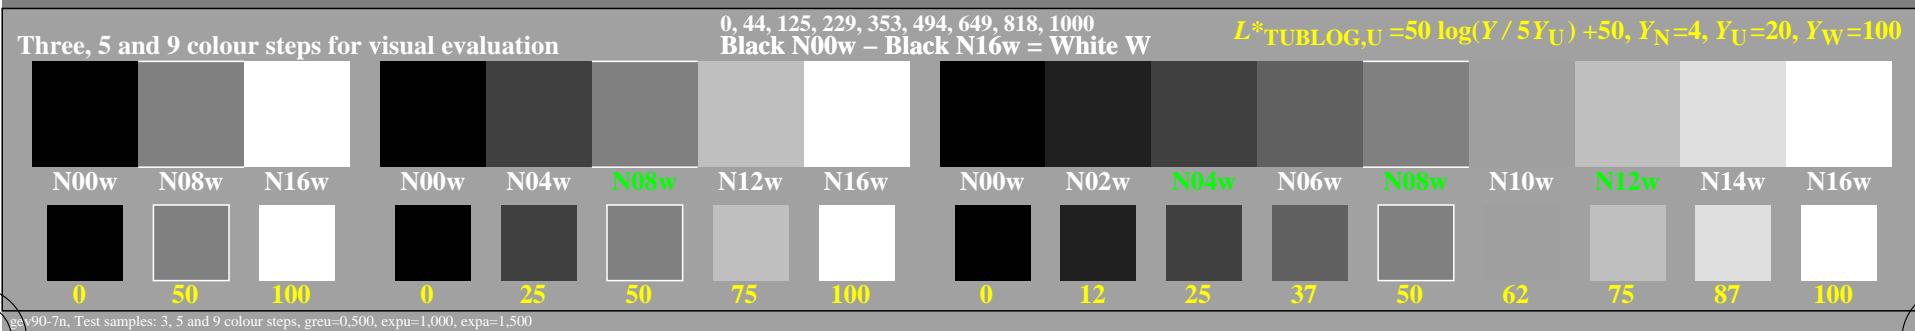 Three, 5 and 9 colour steps for visual evaluation
0, 44, 125, 229, 353, 494, 649, 818, 1000
Black N00w – Black N16w = White W
L*TUBLOG,U =50 log(Y / 5YU) +50, YN=4, YU=20, YW=100
N00w N08w N16w N00w N04w N08w N12w N16w N00w N02w N04w N06w N08w N10w N12w N14w N16w
0 50 100 0 25 50 75 100 0 12 25 37 50 62 75 87 100
gev90-7n, Test samples: 3, 5 and 9 colour steps, greu=0,500, expu=1,000, expa=1,500